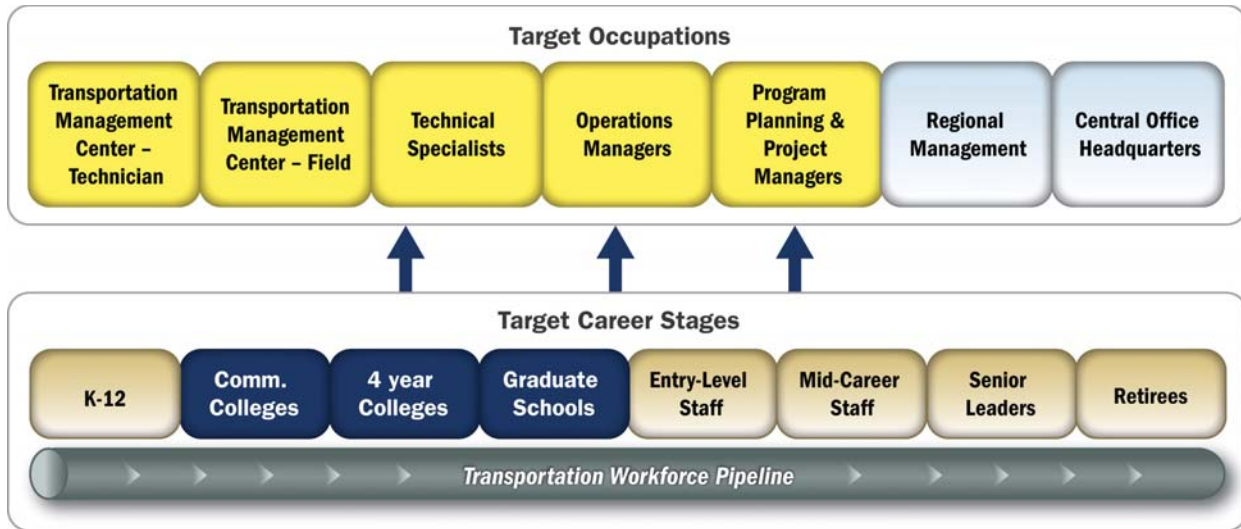 Target Occupations
Transportation
Management
Center –
Technician
Transportation
Management
Center – Field
Technical
Specialists
Operations
Managers
Program
Planning &
Project
Managers
Regional
Management
Central Office
Headquarters
Target Career Stages
K-12
Comm.
Colleges
4 year
Colleges
Graduate
Schools
Entry-Level
Staff
Mid-Career
Staff
Senior
Leaders
Retirees
Transportation Workforce Pipeline